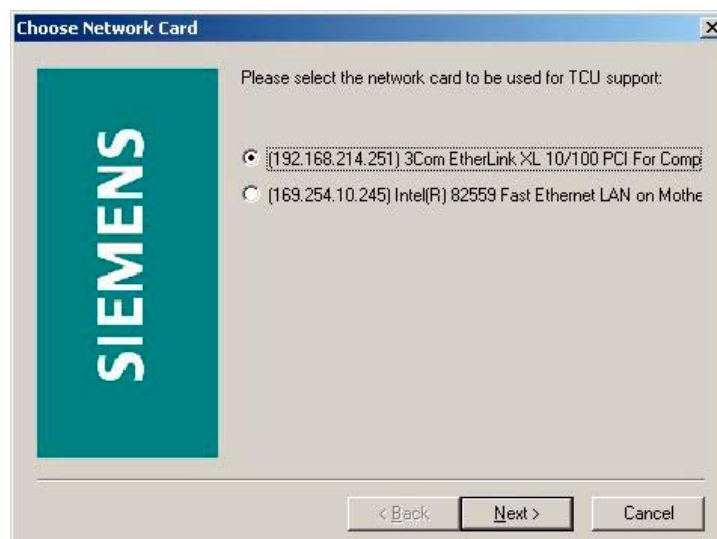 Choose Network Card
SIEMENS
Please select the network card to be used for TCU support:
(192.168.214.251) 3Com EtherLink XL 10/100 PCI For Comp
(169.254.10.245) Intel(R) 82559 Fast Ethernet LAN on Mothe
< Back
Next >
Cancel